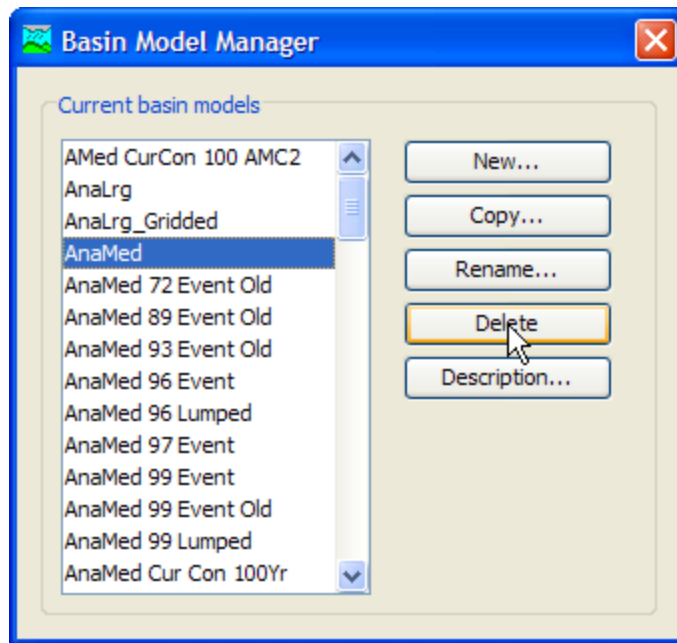 Basin Model Manager
Current basin models
AMed CurCon 100 AMC2
AnaLrg
AnaLrg_Gridded
AnaMed
AnaMed 72 Event Old
AnaMed 89 Event Old
AnaMed 93 Event Old
AnaMed 96 Event
AnaMed 96 Lumped
AnaMed 97 Event
AnaMed 99 Event
AnaMed 99 Event Old
AnaMed 99 Lumped
AnaMed Cur Con 100Yr
New...
Copy...
Rename...
Delete
Description...